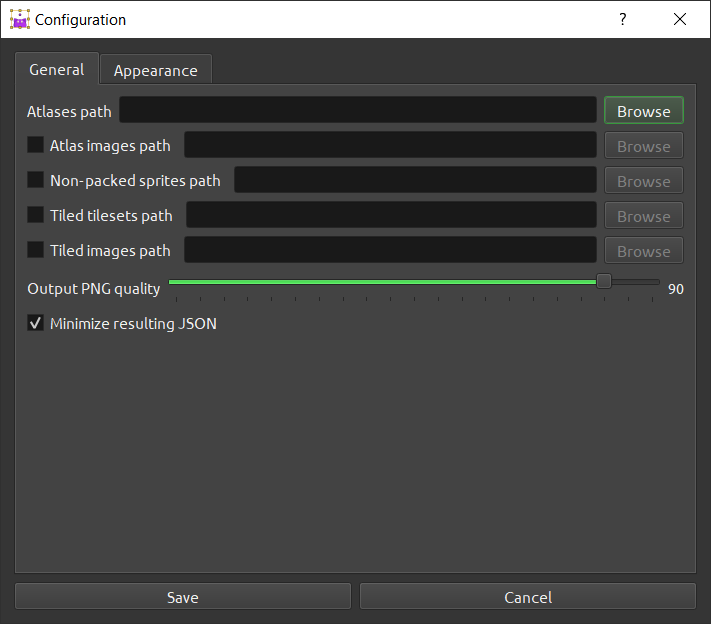 Configuration
?
General
Appearance
Atlases path
Browse
Atlas images path
Browse
Non-packed sprites path
Browse
Tiled tilesets path
Browse
Tiled images path
Browse
Output PNG quality
90
Minimize resulting JSON
Save
Cancel